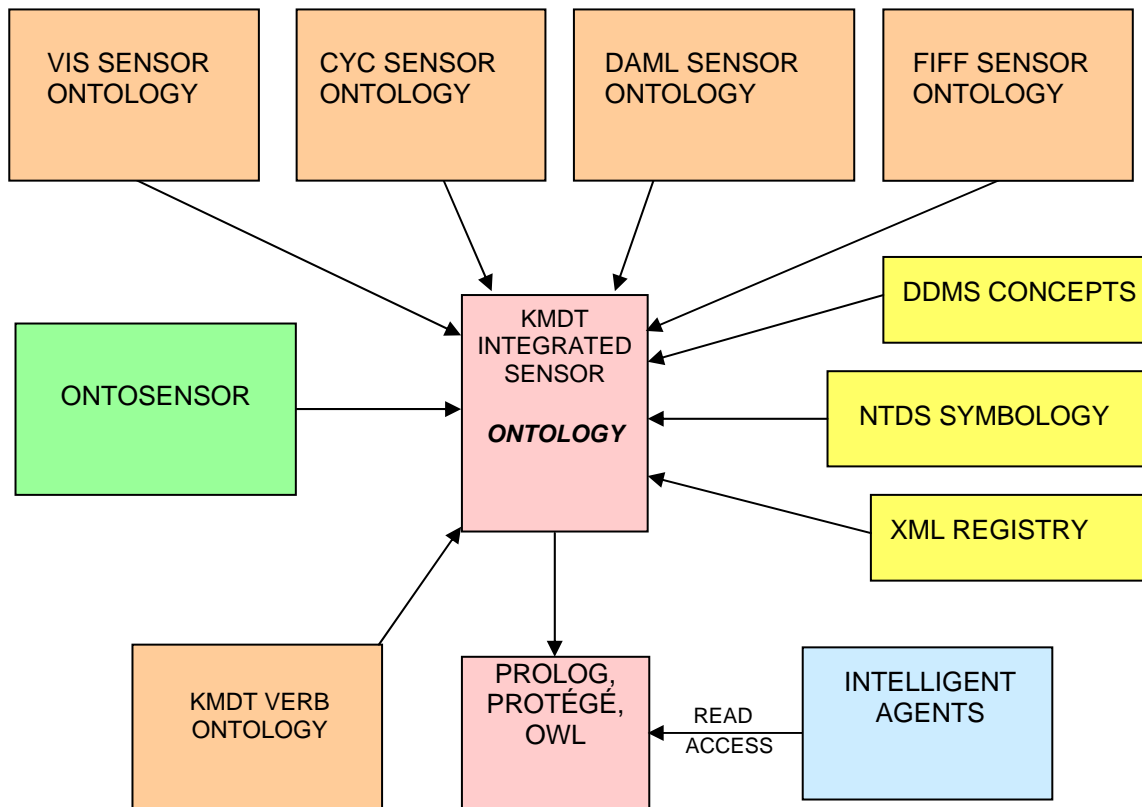 VIS SENSOR
ONTOLOGY
CYC SENSOR
ONTOLOGY
DAML SENSOR
ONTOLOGY
FIFF SENSOR
ONTOLOGY
DDMS CONCEPTS
KMDT
INTEGRATED
SENSOR
ONTOLOGY
ONTOSENSOR
NTDS SYMBOLOGY
XML REGISTRY
KMDT VERB
ONTOLOGY
PROLOG,
PROTÉGÉ,
OWL
READ
ACCESS
INTELLIGENT
AGENTS